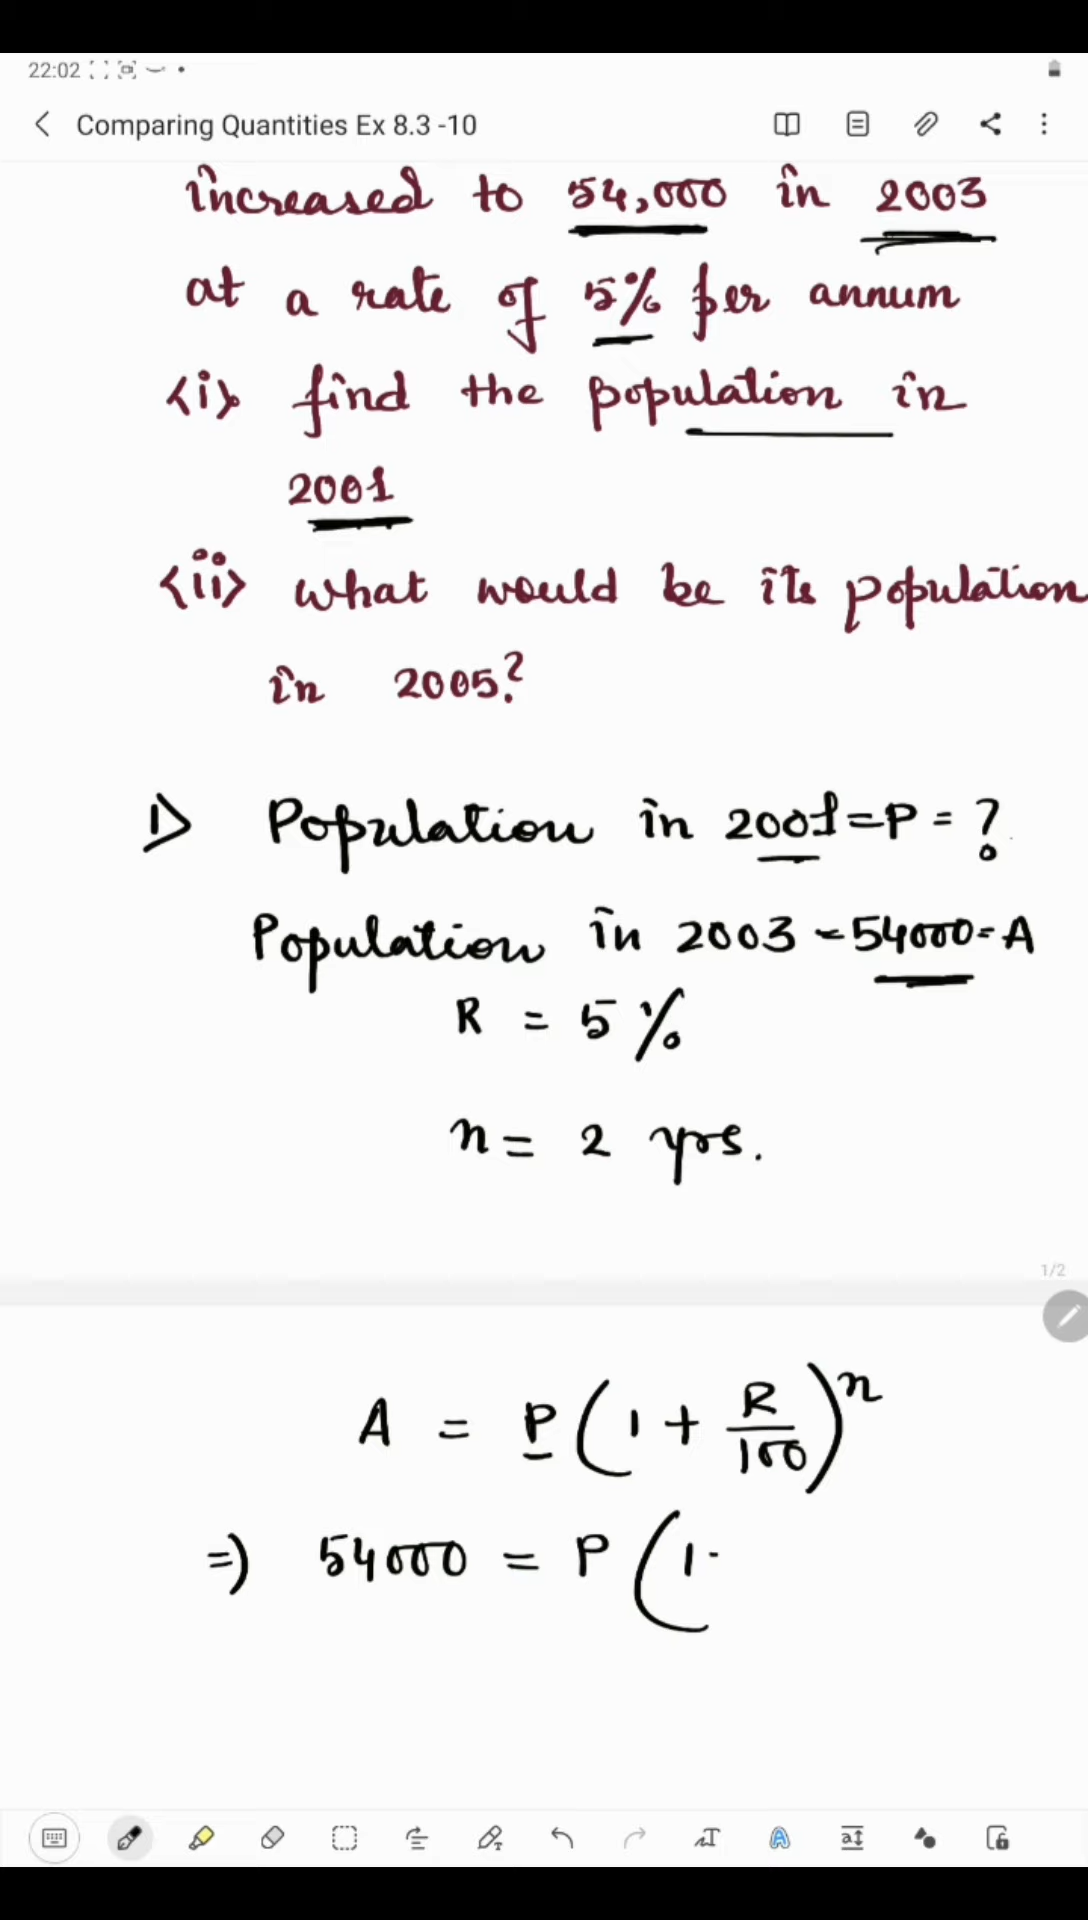 22:02
Comparing Quantities Ex 8.3 -10
increased to 54,000 in 2003
at a rate of 5% per annum
<i> find the population in
2001
<ii> what would be its population
in 2005?
1> Population in 2001 = P = ?
Population in 2003 = 54000 = A
R = 5 %
n = 2 yrs.
1/2
A = P ( 1 + R/100 )^n
=) 54000 = P ( 1 -